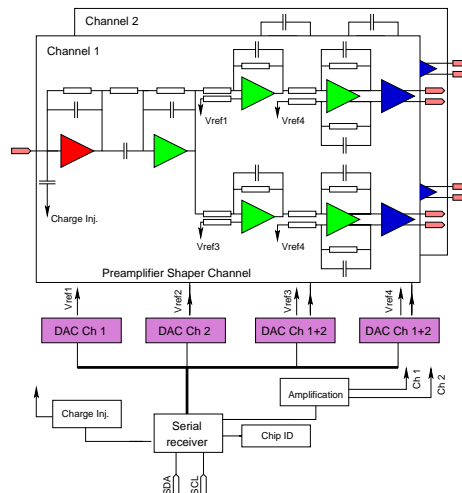 Channel 2
Channel 1
Vref1
Vref4
Charge Inj.
Vref3
Vref4
Preamplifier Shaper Channel
Vref1
Vref2
Vref3
Vref4
DAC Ch 1
DAC Ch 2
DAC Ch 1+2
DAC Ch 1+2
Ch 1
Ch 2
Amplification
Charge Inj.
Serial
receiver
Chip ID
SDA
SCL